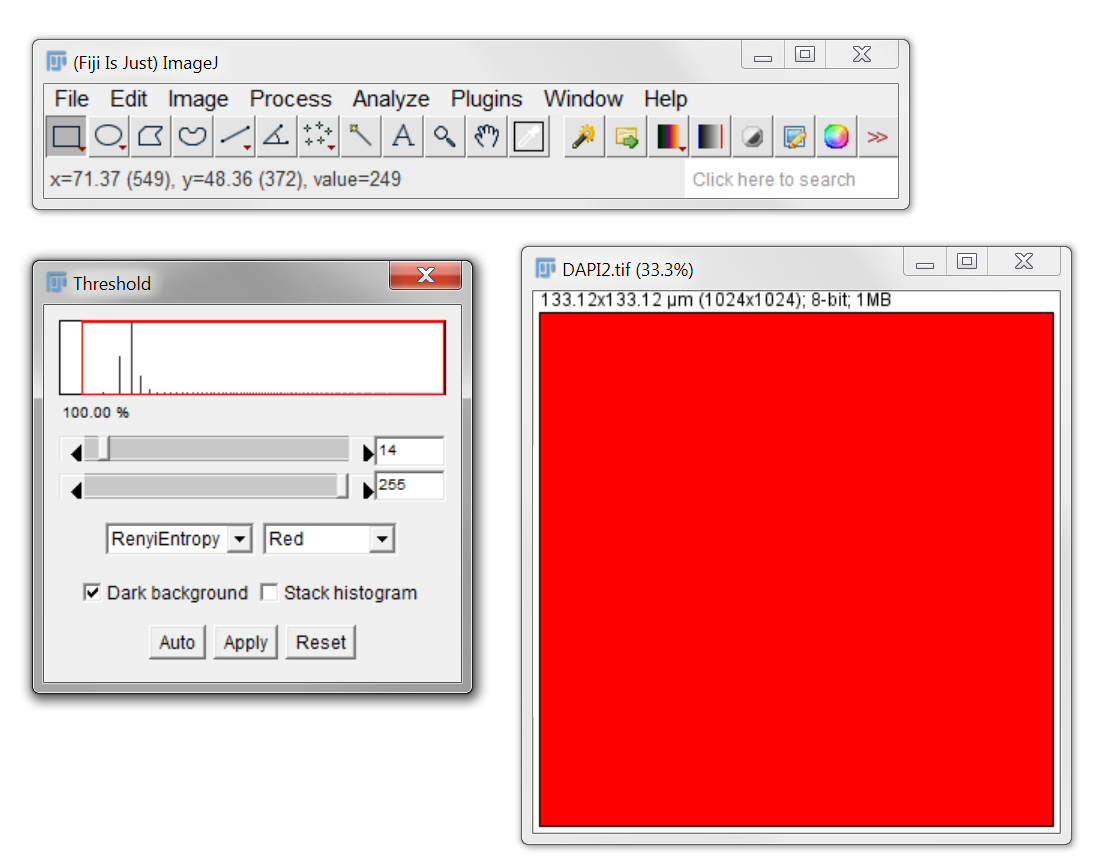 (Fiji Is Just) ImageJ
File Edit Image Process Analyze Plugins Window Help
A
x=71.37 (549), y=48.36 (372), value=249
Click here to search
Threshold
100.00 %
14
255
RenyiEntropy Red
Dark background Stack histogram
Auto Apply Reset
DAPI2.tif (33.3%)
133.12x133.12 µm (1024x1024); 8-bit; 1MB